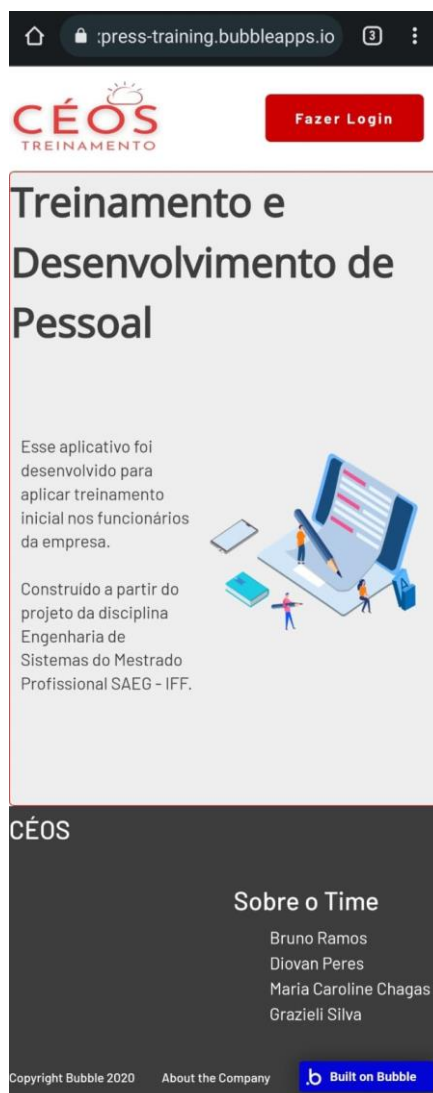 :press-training.bubbleapps.io 3
CÉOS
TREINAMENTO
Fazer Login
Treinamento e
Desenvolvimento de
Pessoal
Esse aplicativo foi
desenvolvido para
aplicar treinamento
inicial nos funcionários
da empresa.
Construído a partir do
projeto da disciplina
Engenharia de
Sistemas do Mestrado
Profissional SAEG - IFF.
A
CÉOS
Sobre o Time
Bruno Ramos
Diovan Peres
Maria Caroline Chagas
Grazieli Silva
Copyright Bubble 2020 About the Company .b Built on Bubble